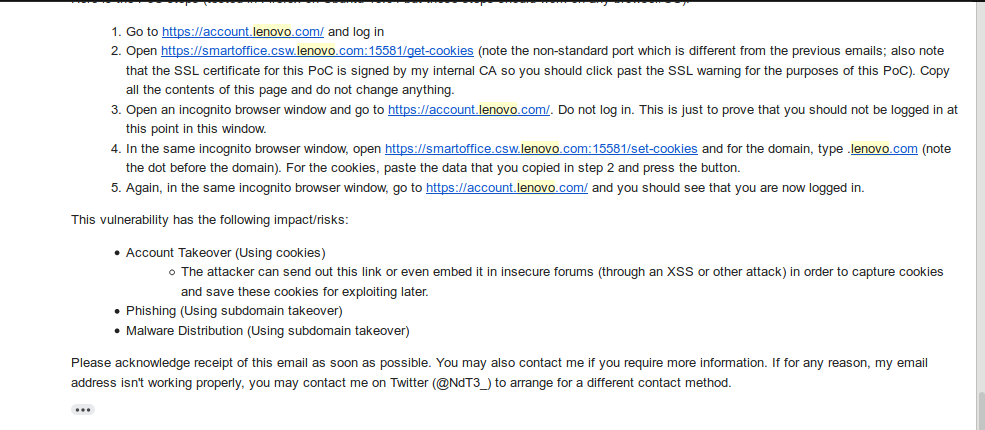 1. Go to https://account.lenovo.com/ and log in
2. Open https://smartoffice.csw.lenovo.com:15581/get-cookies (note the non-standard port which is different from the previous emails; also note
that the SSL certificate for this PoC is signed by my internal CA so you should click past the SSL warning for the purposes of this PoC). Copy
all the contents of this page and do not change anything.
3. Open an incognito browser window and go to https://account.lenovo.com/. Do not log in. This is just to prove that you should not be logged in at
this point in this window.
4. In the same incognito browser window, open https://smartoffice.csw.lenovo.com:15581/set-cookies and for the domain, type .lenovo.com (note
the dot before the domain). For the cookies, paste the data that you copied in step 2 and press the button.
5. Again, in the same incognito browser window, go to https://account.lenovo.com/ and you should see that you are now logged in.
This vulnerability has the following impact/risks:
• Account Takeover (Using cookies)
◦ The attacker can send out this link or even embed it in insecure forums (through an XSS or other attack) in order to capture cookies
and save these cookies for exploiting later.
• Phishing (Using subdomain takeover)
• Malware Distribution (Using subdomain takeover)
Please acknowledge receipt of this email as soon as possible. You may also contact me if you require more information. If for any reason, my email
address isn't working properly, you may contact me on Twitter (@NdT3_) to arrange for a different contact method.